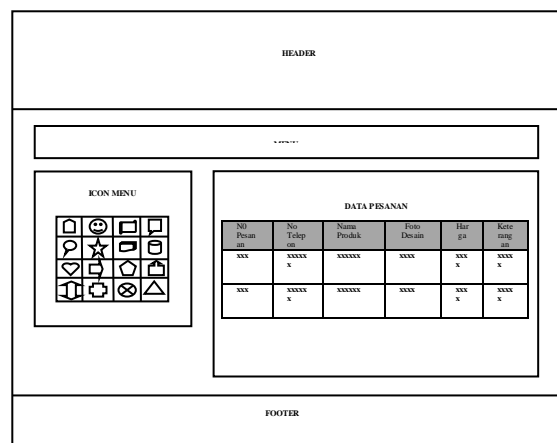 HEADER
ICON MENU
DATA PESANAN
N0 Pesan an
No Telep on
Nama Produk
Foto Desain
Har ga
Kete rang an
xxx
xxxxx x
xxxxxx
xxxx
xxx x
xxxx x
xxx
xxxxx x
xxxxxx
xxxx
xxx x
xxxx x
FOOTER